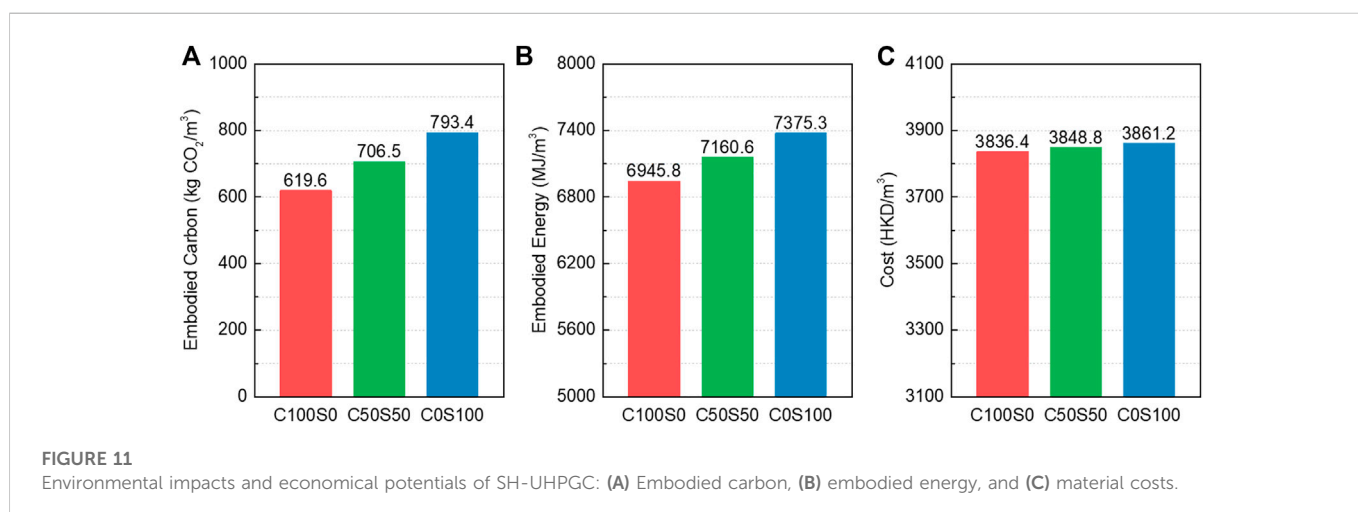 A
1000
800
600
400
200
0
Embodied Carbon (kg CO₂/m³)
619.6
706.5
793.4
C100S0 C50S50 C0S100
B
8000
7400
6800
6200
5600
5000
Embodied Energy (MJ/m³)
6945.8
7160.6
7375.3
C100S0 C50S50 C0S100
C
4100
3900
3700
3500
3300
3100
Cost (HKD/m³)
3836.4
3848.8
3861.2
C100S0 C50S50 C0S100
FIGURE 11
Environmental impacts and economical potentials of SH-UHPGC: (A) Embodied carbon, (B) embodied energy, and (C) material costs.